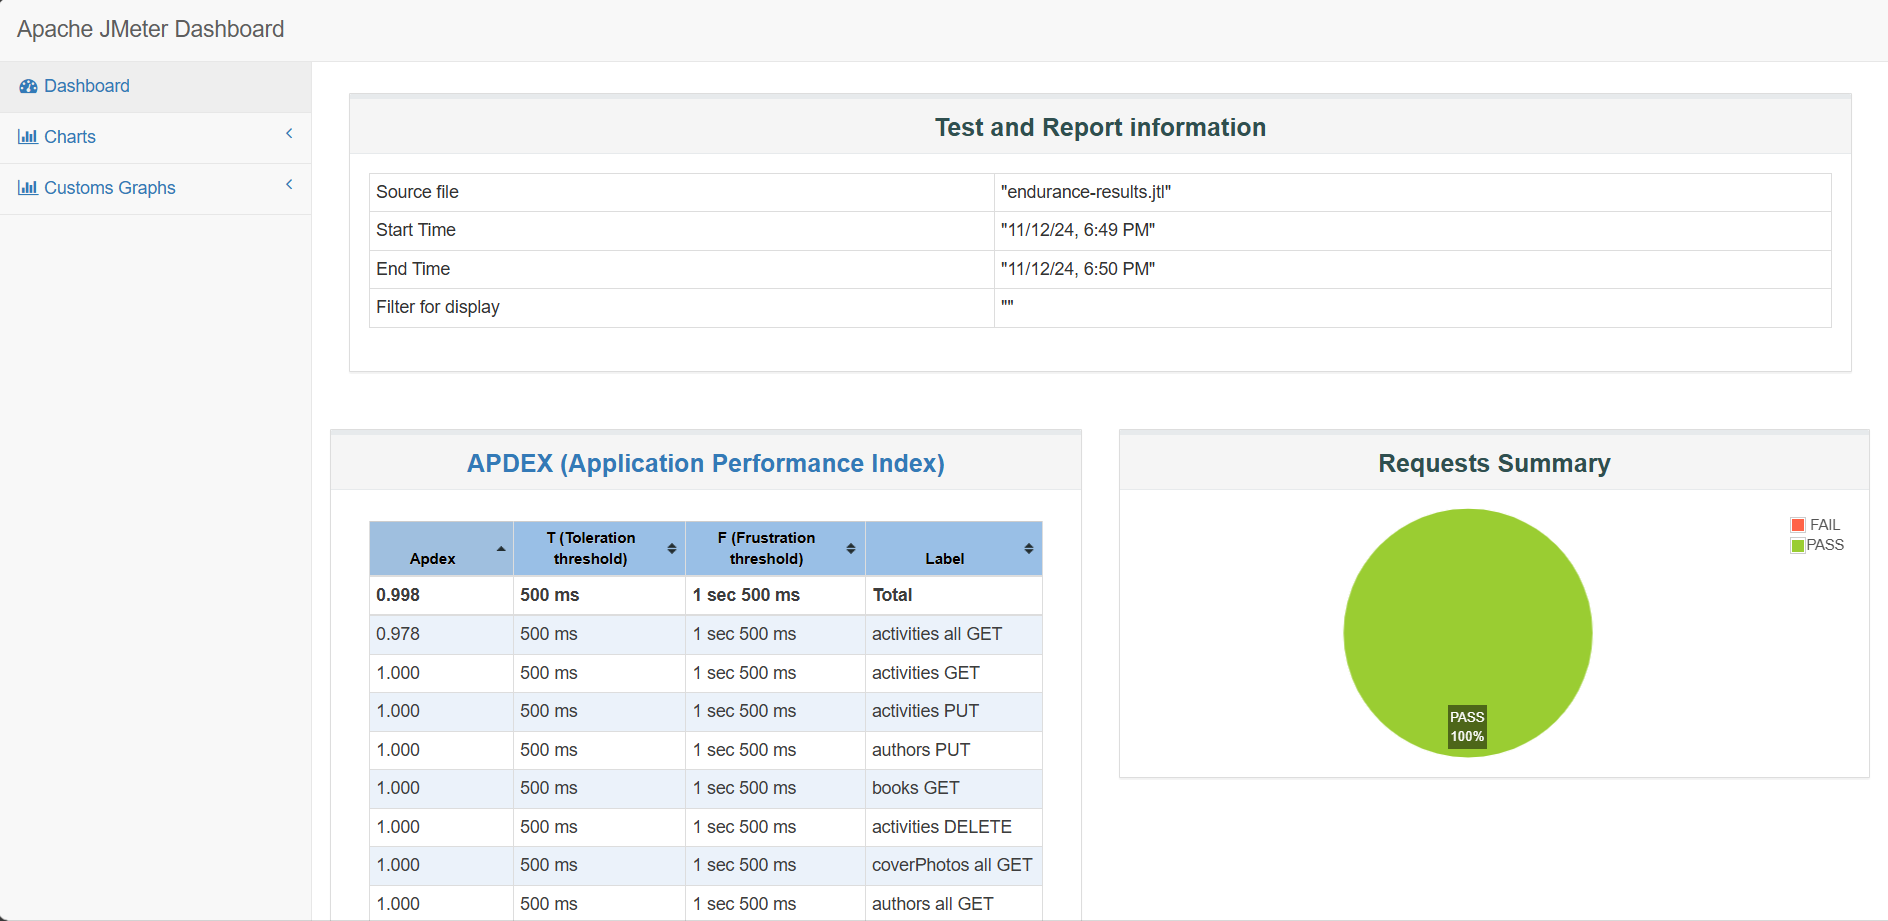 Apache JMeter Dashboard
Dashboard
Charts
Customs Graphs
Test and Report information
Source file "endurance-results.jtl"
Start Time "11/12/24, 6:49 PM"
End Time "11/12/24, 6:50 PM"
Filter for display ""
APDEX (Application Performance Index)
Apdex T (Toleration threshold) F (Frustration threshold) Label
0.998 500 ms 1 sec 500 ms Total
0.978 500 ms 1 sec 500 ms activities all GET
1.000 500 ms 1 sec 500 ms activities GET
1.000 500 ms 1 sec 500 ms activities PUT
1.000 500 ms 1 sec 500 ms authors PUT
1.000 500 ms 1 sec 500 ms books GET
1.000 500 ms 1 sec 500 ms activities DELETE
1.000 500 ms 1 sec 500 ms coverPhotos all GET
1.000 500 ms 1 sec 500 ms authors all GET
Requests Summary
FAIL
PASS
PASS
100%